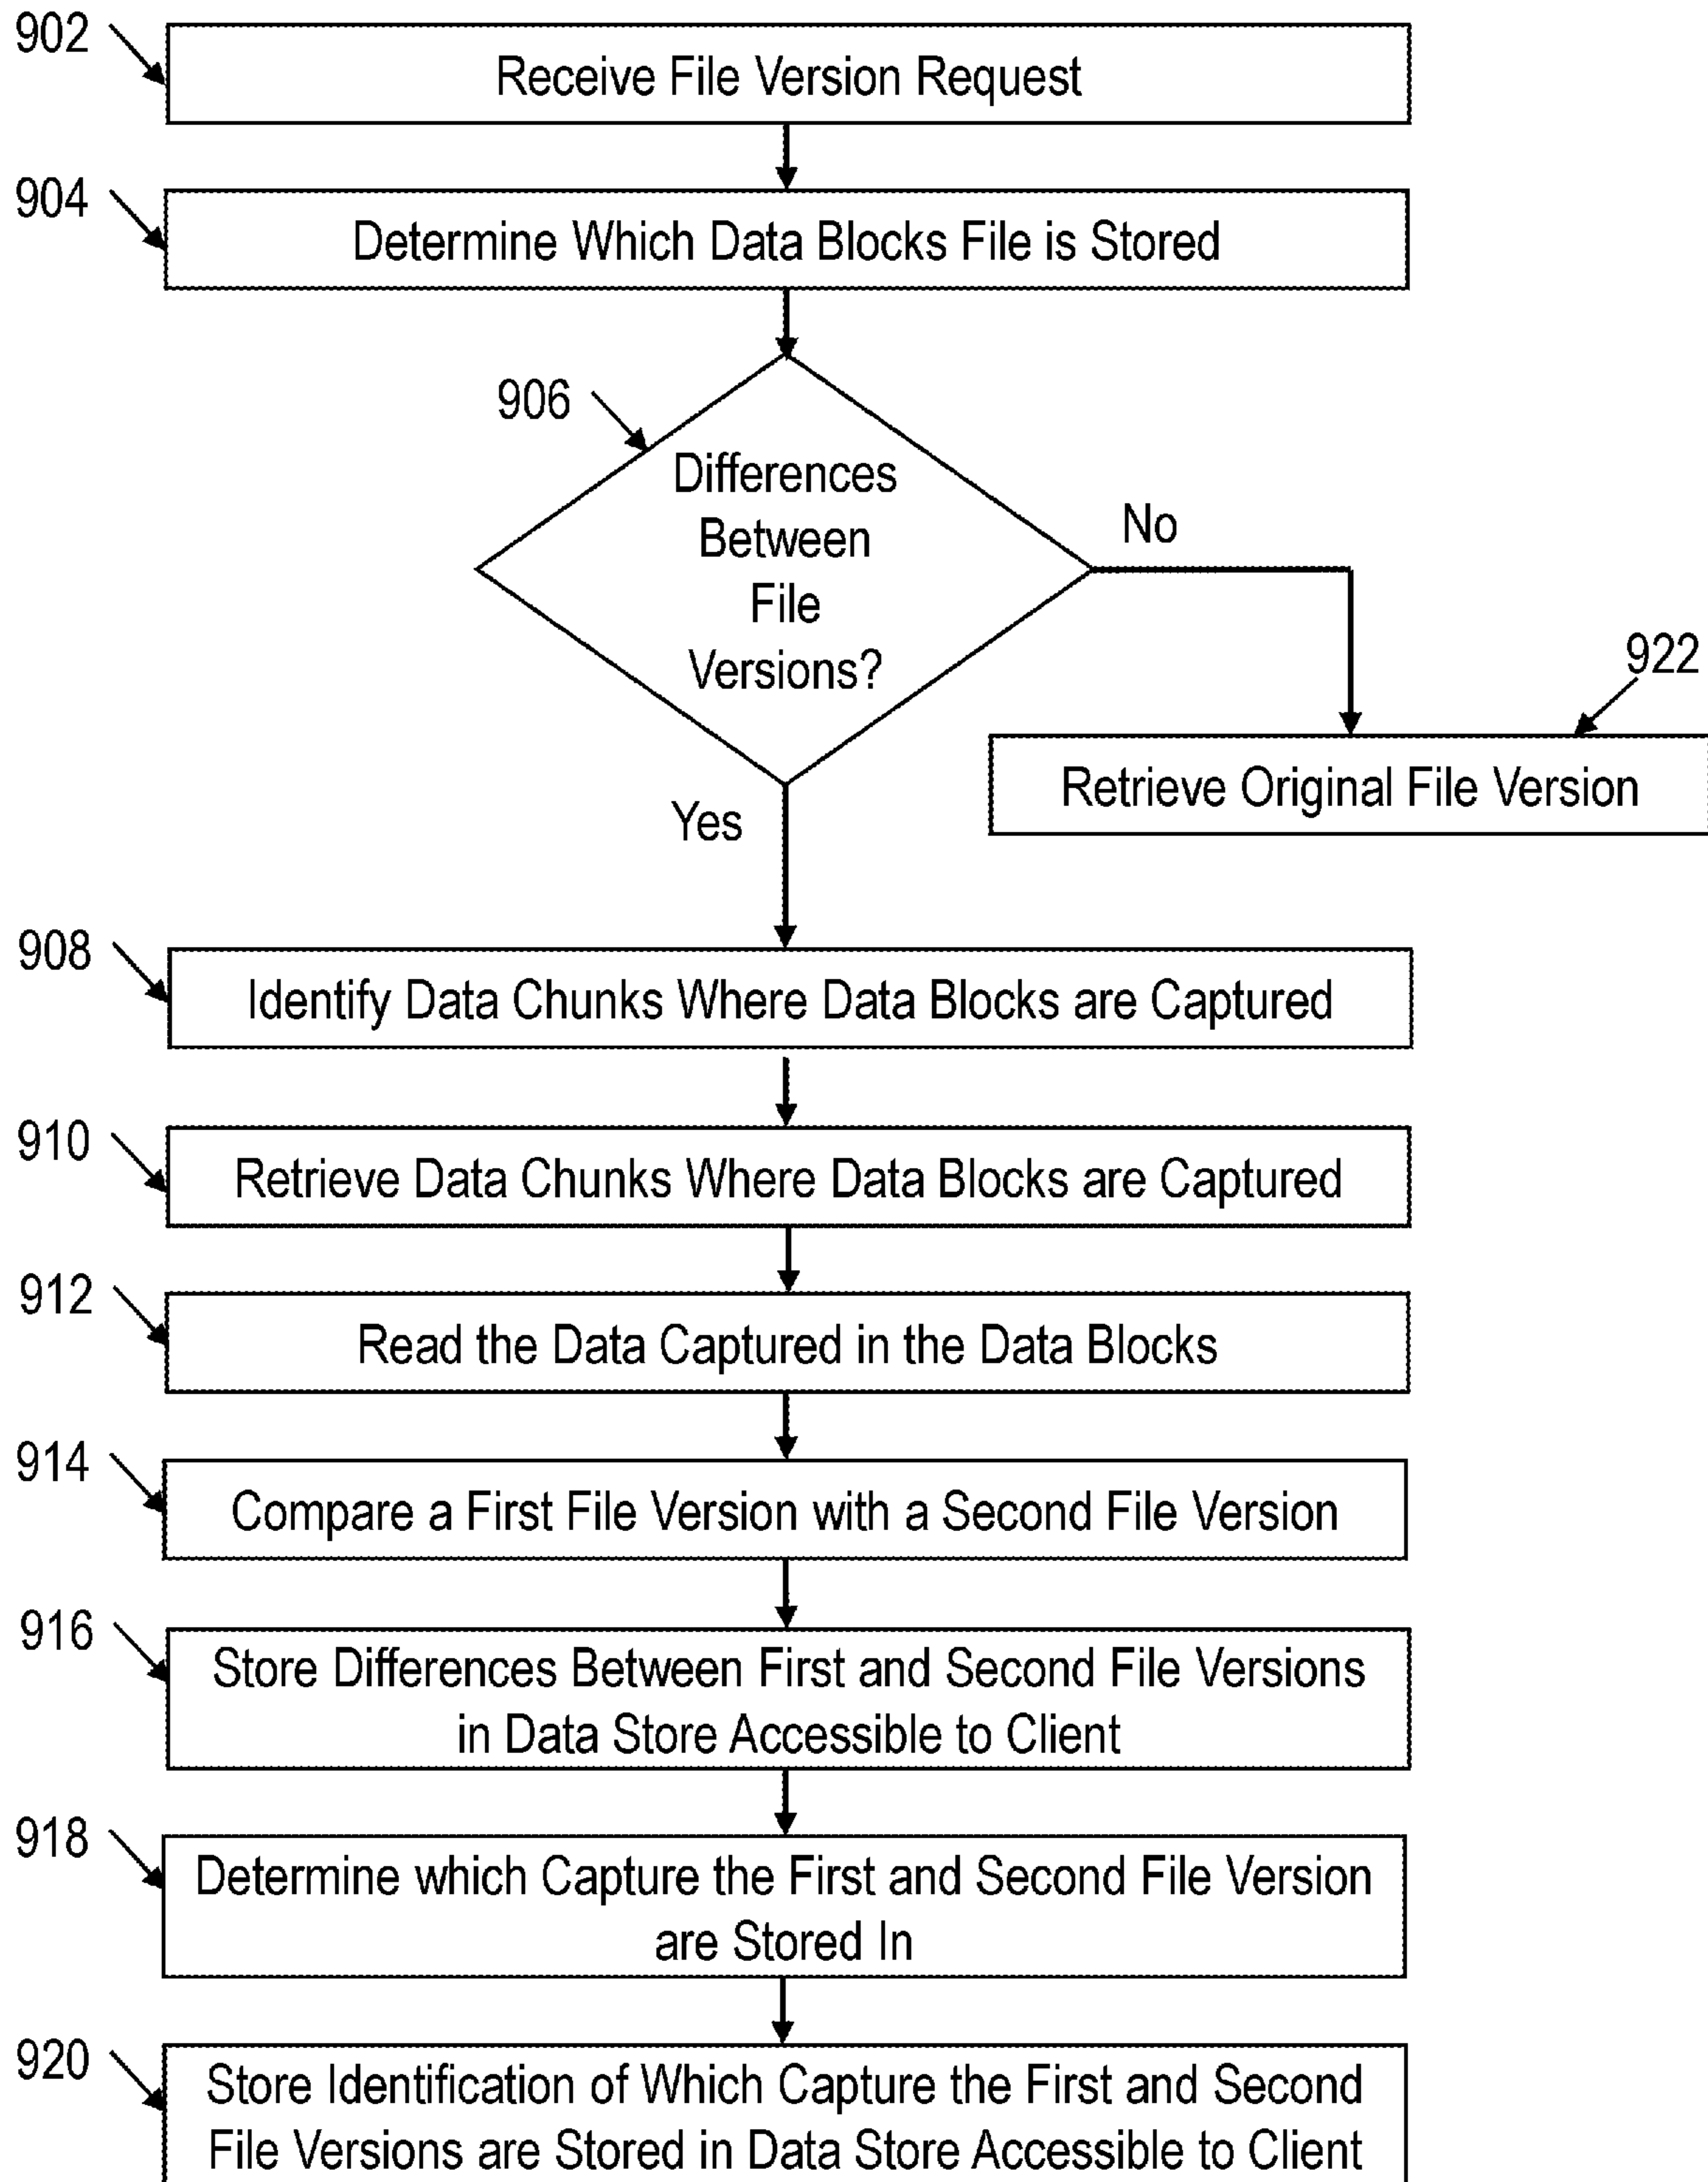 902
Receive File Version Request
904
Determine Which Data Blocks File is Stored
906
Differences
Between
File
Versions?
No
922
Retrieve Original File Version
Yes
908
Identify Data Chunks Where Data Blocks are Captured
910
Retrieve Data Chunks Where Data Blocks are Captured
912
Read the Data Captured in the Data Blocks
914
Compare a First File Version with a Second File Version
916
Store Differences Between First and Second File Versions
in Data Store Accessible to Client
918
Determine which Capture the First and Second File Version
are Stored In
920
Store Identification of Which Capture the First and Second
File Versions are Stored in Data Store Accessible to Client